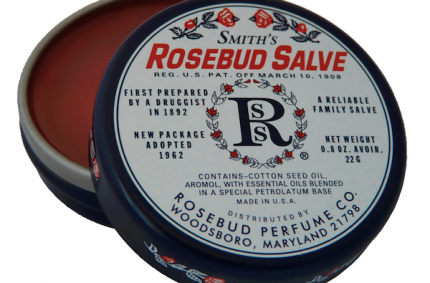 SMITH'S
ROSEBUD SALVE
REG. U.S. PAT. OFF MARCH 10, 1908
FIRST PREPARED
BY A DRUGGIST
IN 1892
NEW PACKAGE
ADOPTED
1962
RSS
®
A RELIABLE
FAMILY SALVE
NET WEIGHT
0.8 OZ. AVOIR.
22G
CONTAINS-COTTON SEED OIL,
AROMOL, WITH ESSENTIAL OILS BLENDED
IN A SPECIAL PETROLATUM BASE
MADE IN U.S.A.
DISTRIBUTED BY
ROSEBUD PERFUME CO.
WOODSBORO, MARYLAND 21798